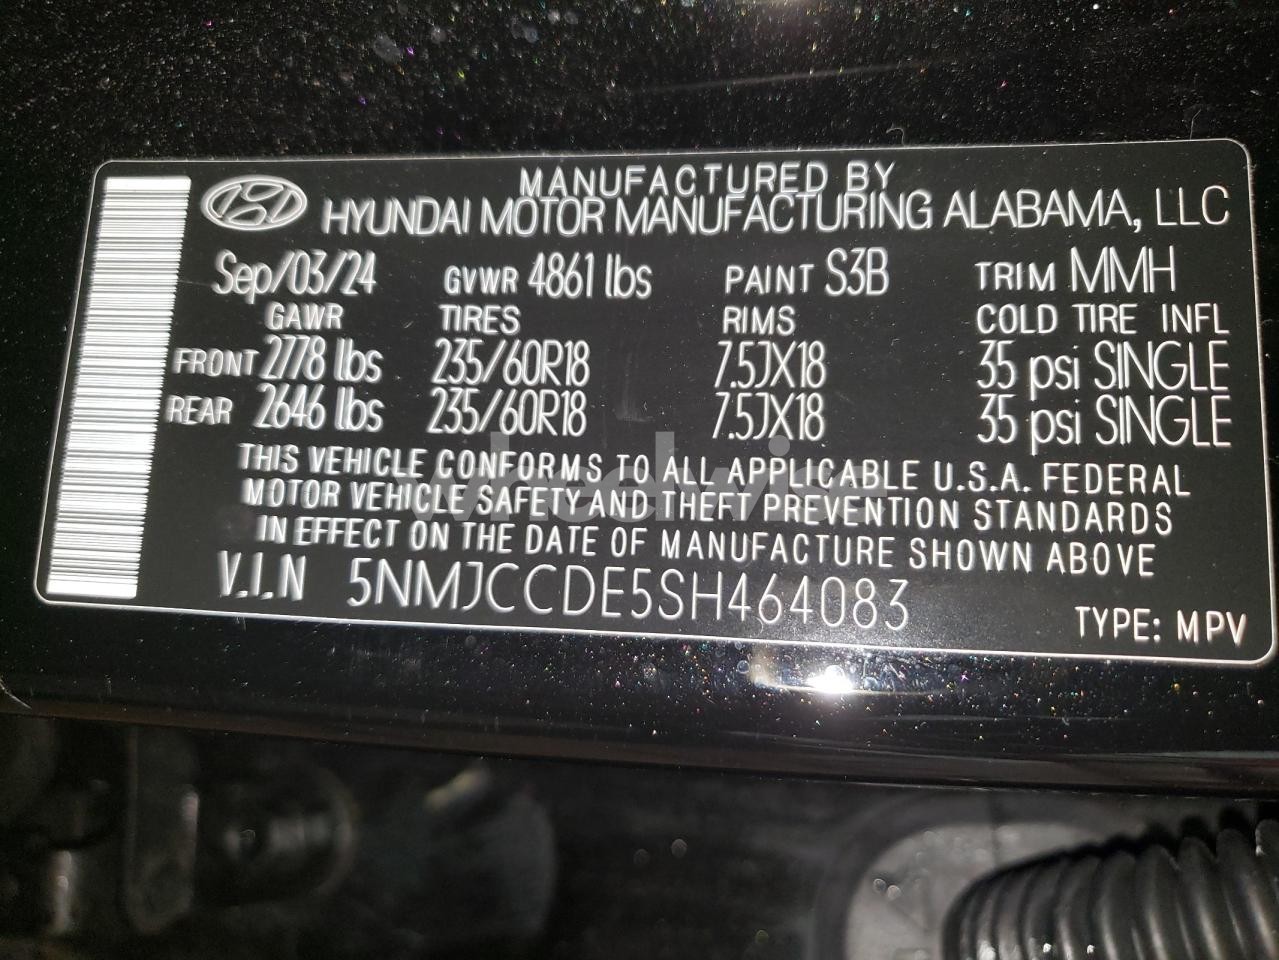 MANUFACTURED BY
HYUNDAI MOTOR MANUFACTURING ALABAMA, LLC
Sep/03/24 GVWR 4861 lbs PAINT S3B TRIM MMH
GAWR TIRES RIMS COLD TIRE INFL
FRONT 2778 lbs 235/60R18 7.5JX18 35 psi SINGLE
REAR 2646 lbs 235/60R18 7.5JX18 35 psi SINGLE
THIS VEHICLE CONFORMS TO ALL APPLICABLE U.S.A. FEDERAL
MOTOR VEHICLE SAFETY AND THEFT PREVENTION STANDARDS
IN EFFECT ON THE DATE OF MANUFACTURE SHOWN ABOVE
V.I.N 5NMJCCDE5SH464083
TYPE: MPV
wheelwise